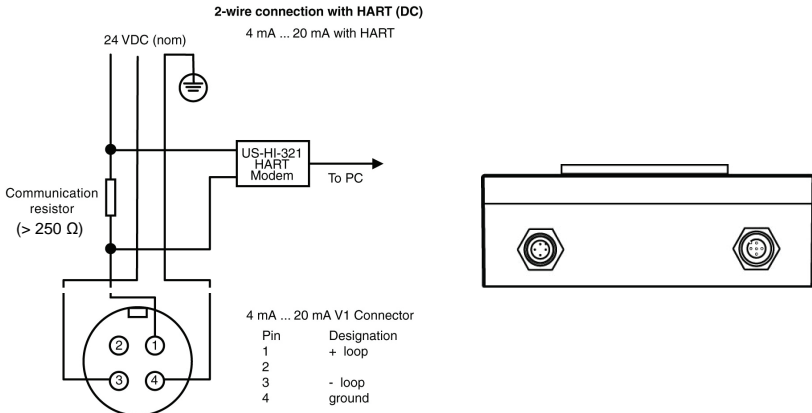 2-wire connection with HART (DC)
4 mA ... 20 mA with HART
24 VDC (nom)
US-HI-321
HART
Modem
To PC
Communication
resistor
(> 250 Ω)
4 mA ... 20 mA V1 Connector
Pin Designation
1 + loop
2
3 - loop
4 ground
2 1
3 4